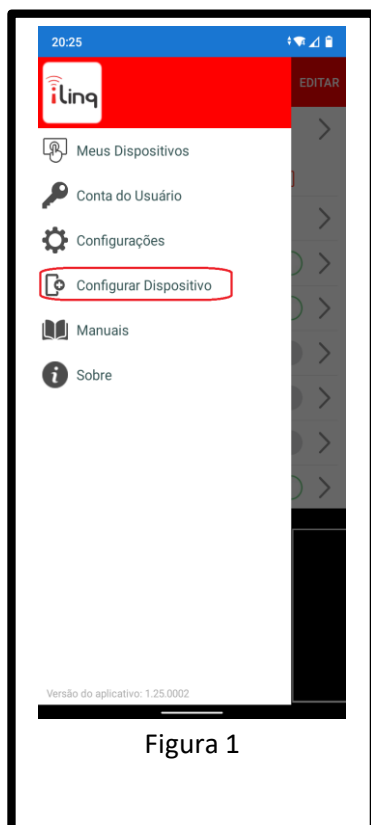 20:25
iLinq
EDITAR
Meus Dispositivos
Conta do Usuário
Configurações
Configurar Dispositivo
Manuais
Sobre
Versão do aplicativo: 1.25.0002
Figura 1